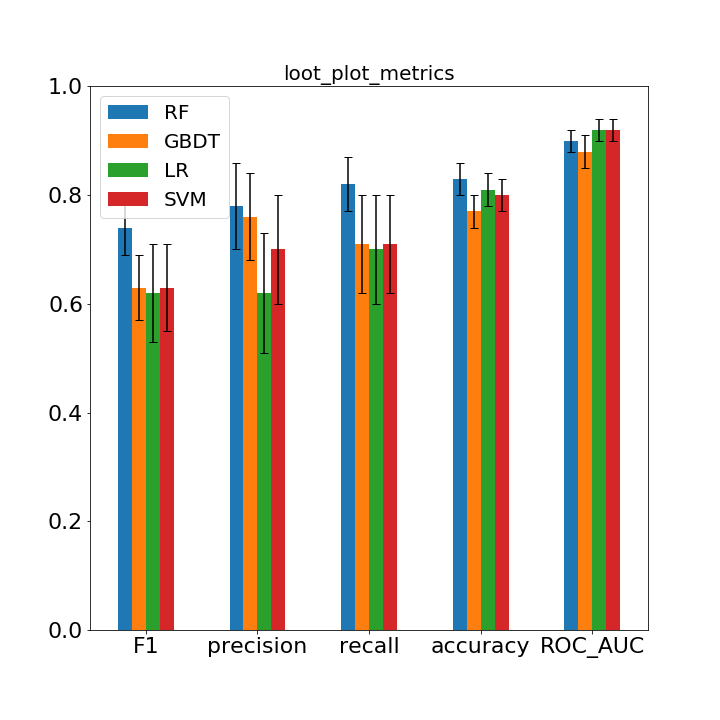 loot_plot_metrics
1.0
0.8
0.6
0.4
0.2
0.0
RF
GBDT
LR
SVM
F1 precision recall accuracy ROC_AUC